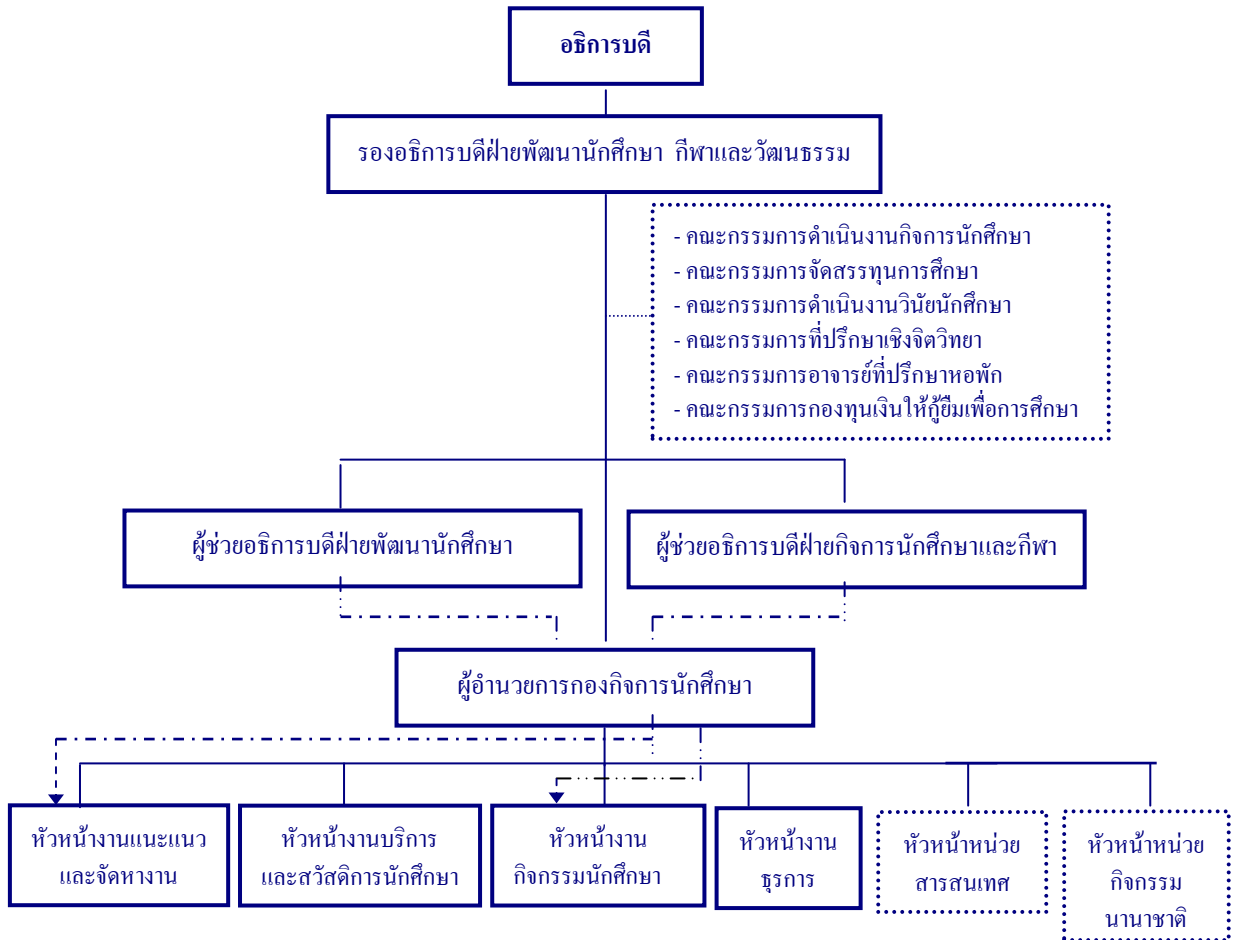 อธิการบดี
รองอธิการบดีฝ่ายพัฒนานักศึกษา กีฬาและวัฒนธรรม
- คณะกรรมการดำเนินงานกิจการนักศึกษา
- คณะกรรมการจัดสรรทุนการศึกษา
- คณะกรรมการดำเนินงานวินัยนักศึกษา
- คณะกรรมการที่ปรึกษาเชิงจิตวิทยา
- คณะกรรมการอาจารย์ที่ปรึกษาหอพัก
- คณะกรรมการกองทุนเงินให้กู้ยืมเพื่อการศึกษา
ผู้ช่วยอธิการบดีฝ่ายพัฒนานักศึกษา
ผู้ช่วยอธิการบดีฝ่ายกิจการนักศึกษาและกีฬา
ผู้อำนวยการกองกิจการนักศึกษา
หัวหน้างานแนะแนว
และจัดหางาน
หัวหน้างานบริการ
และสวัสดิการนักศึกษา
หัวหน้างาน
กิจกรรมนักศึกษา
หัวหน้างาน
ธุรการ
หัวหน้าหน่วย
สารสนเทศ
หัวหน้าหน่วย
กิจกรรม
นานาชาติ